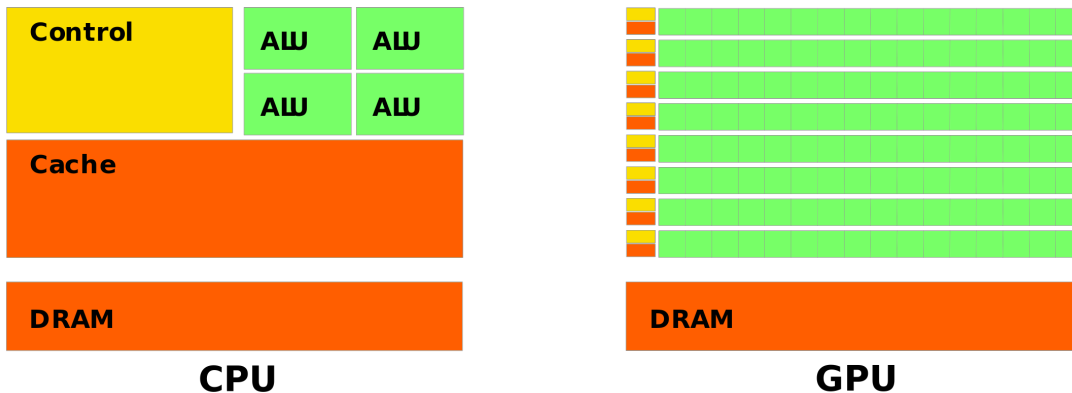 Control
ALU
ALU
ALU
ALU
Cache
DRAM
DRAM
CPU
GPU